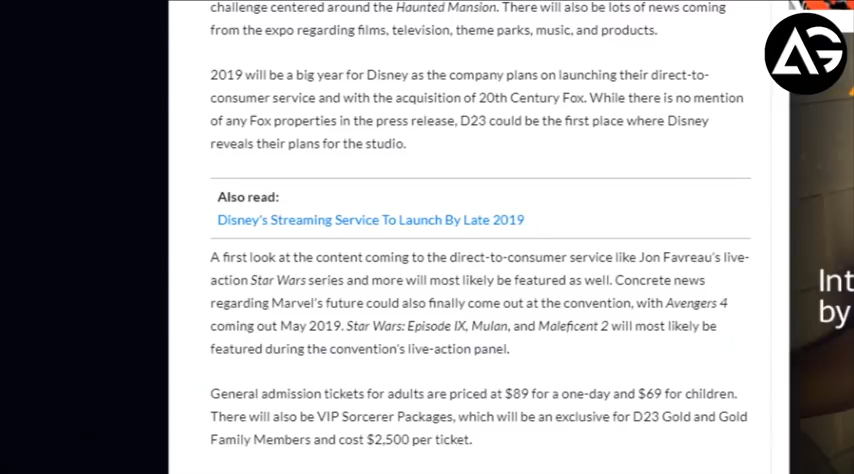 challenge centered around the Haunted Mansion. There will also be lots of news coming
from the expo regarding films, television, theme parks, music, and products.
2019 will be a big year for Disney as the company plans on launching their direct-to-
consumer service and with the acquisition of 20th Century Fox. While there is no mention
of any Fox properties in the press release, D23 could be the first place where Disney
reveals their plans for the studio.
Also read:
Disney's Streaming Service To Launch By Late 2019
A first look at the content coming to the direct-to-consumer service like Jon Favreau's live-
action Star Wars series and more will most likely be featured as well. Concrete news
regarding Marvel's future could also finally come out at the convention, with Avengers 4
coming out May 2019. Star Wars: Episode IX, Mulan, and Maleficent 2 will most likely be
featured during the convention's live-action panel.
General admission tickets for adults are priced at $89 for a one-day and $69 for children.
There will also be VIP Sorcerer Packages, which will be an exclusive for D23 Gold and Gold
Family Members and cost $2,500 per ticket.
AG
Int
by